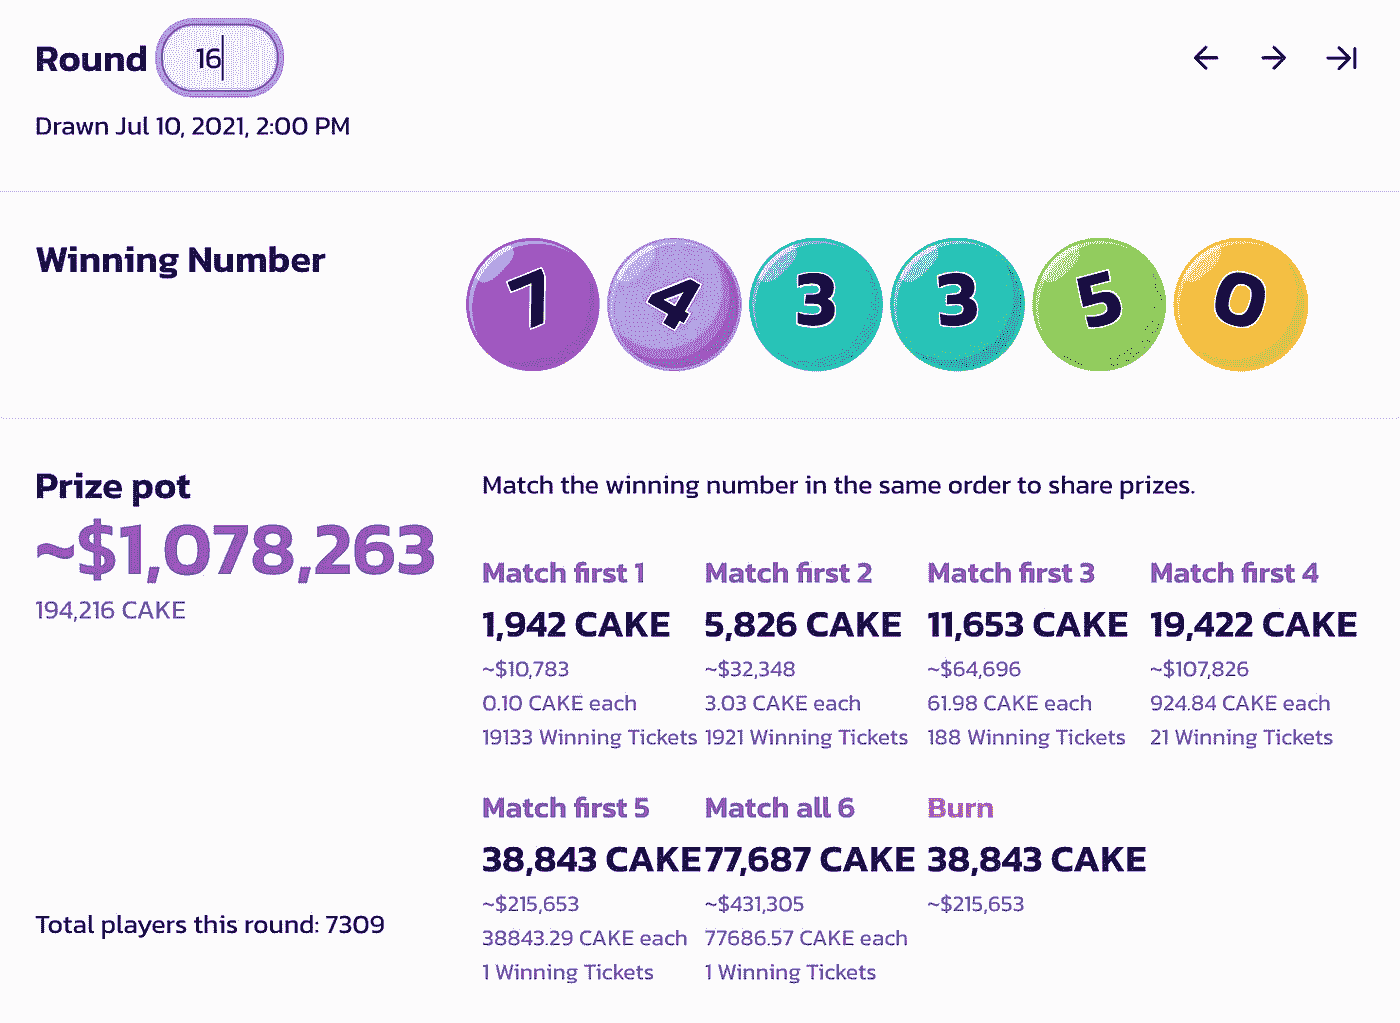 Round 16
Drawn Jul 10, 2021, 2:00 PM
Winning Number
7 4 3 3 5 0
Prize pot
~$1,078,263
194,216 CAKE
Match the winning number in the same order to share prizes.
Match first 1 Match first 2 Match first 3 Match first 4
1,942 CAKE 5,826 CAKE 11,653 CAKE 19,422 CAKE
~$10,783 ~$32,348 ~$64,696 ~$107,826
0.10 CAKE each 3.03 CAKE each 61.98 CAKE each 924.84 CAKE each
19133 Winning Tickets 1921 Winning Tickets 188 Winning Tickets 21 Winning Tickets
Match first 5 Match all 6 Burn
38,843 CAKE 77,687 CAKE 38,843 CAKE
~$215,653 ~$431,305 ~$215,653
38843.29 CAKE each 77686.57 CAKE each
1 Winning Tickets 1 Winning Tickets
Total players this round: 7309